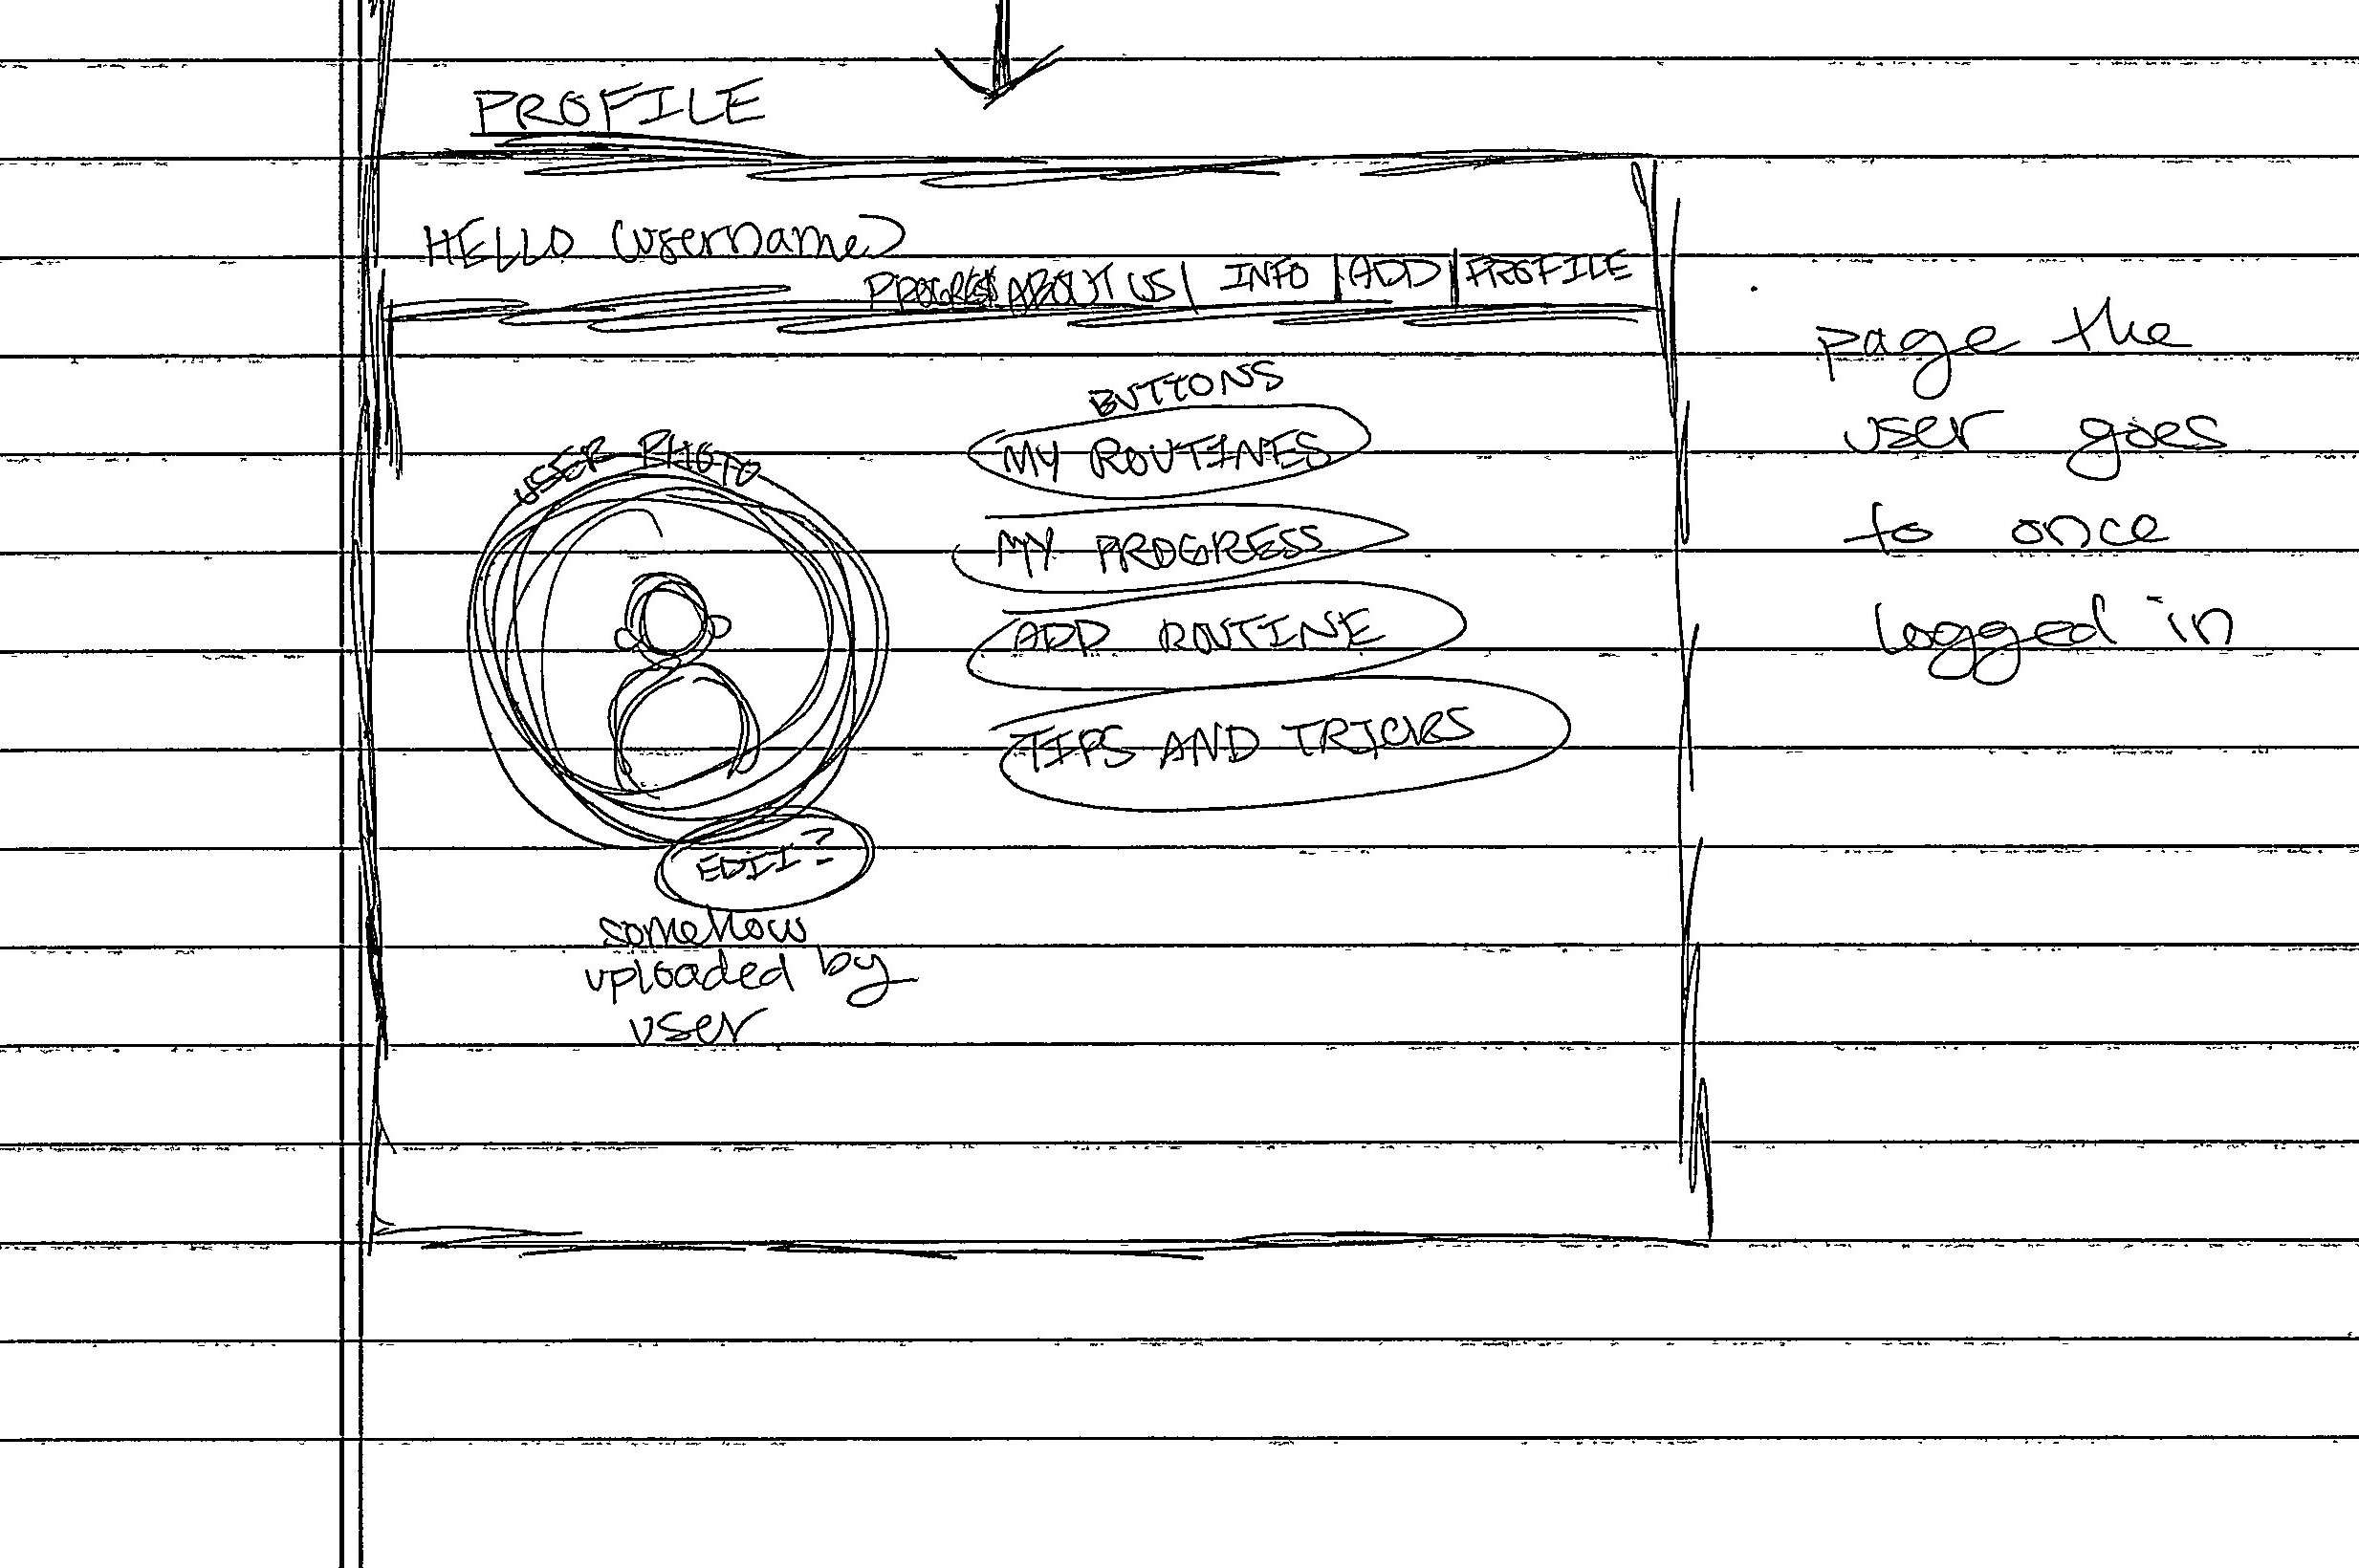 PROFILE
HELLO (username)
PROGRESS ABOUT US | INFO | ADD | PROFILE
BUTTONS
USER PHOTO
MY ROUTINES
MY PROGRESS
ADD ROUTINE
TIPS AND TRICKS
EDIT?
somehow
uploaded by
user
page the
user goes
to once
logged in